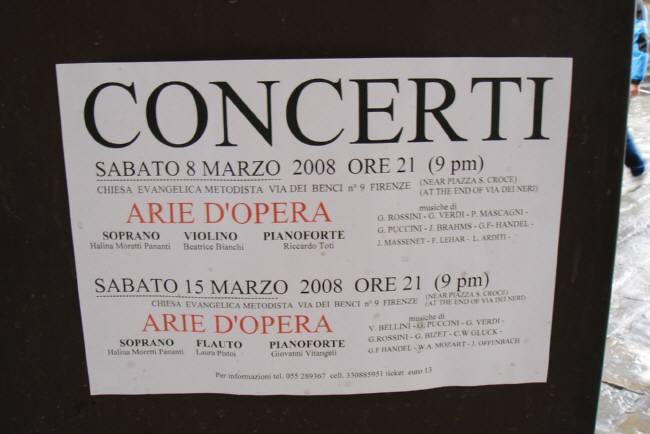 CONCERTI
SABATO 8 MARZO 2008 ORE 21 (9 pm)
CHIESA EVANGELICA METODISTA VIA DEI BENCI n° 9 FIRENZE (NEAR PIAZZA S. CROCE)
(AT THE END OF VIA DEI NERI)
ARIE D'OPERA
musiche di
G. ROSSINI - G. VERDI - P. MASCAGNI -
G. PUCCINI - J. BRAHMS - G.F- HANDEL -
J. MASSENET - F. LEHAR - L. ARDITI -
SOPRANO VIOLINO PIANOFORTE
Halina Moretti Pananti Beatrice Bianchi Riccardo Toti
SABATO 15 MARZO 2008 ORE 21 (9 pm)
CHIESA EVANGELICA METODISTA VIA DEI BENCI n° 9 FIRENZE (NEAR PIAZZA S. CROCE)
(AT THE END OF VIA DEI NERI)
ARIE D'OPERA
musiche di
V. BELLINI - G. PUCCINI - G. VERDI -
G.ROSSINI - G. BIZET - C.W GLUCK -
G.F HANDEL - W.A. MOZART - J. OFFENBACH
SOPRANO FLAUTO PIANOFORTE
Halina Moretti Pananti Laura Pistoi Giovanni Vitangeli
Per informazioni tel. 055 289367 cell. 330885951 ticket euro 13